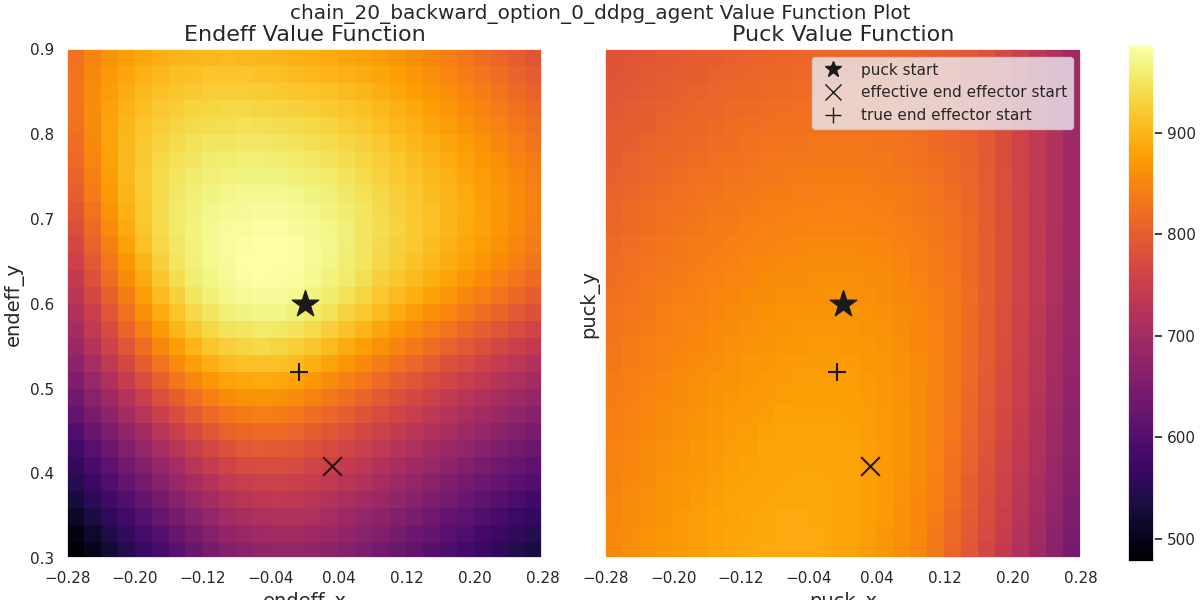 chain_20_backward_option_0_ddpg_agent Value Function Plot
Endeff Value Function
Puck Value Function
0.9
0.8
0.7
0.6
0.5
0.4
0.3
endeff_y
−0.28
−0.20
−0.12
−0.04
0.04
0.12
0.20
0.28
endeff_x
puck_y
puck start
effective end effector start
true end effector start
−0.28
−0.20
−0.12
−0.04
0.04
0.12
0.20
0.28
puck_x
900
800
700
600
500